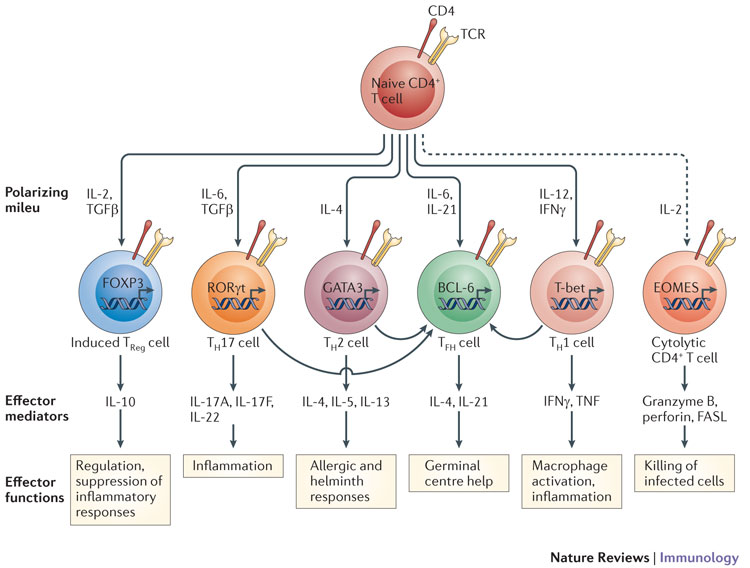 CD4
TCR
Naive CD4⁺
T cell
Polarizing
mileu
IL-2,
TGFβ
IL-6,
TGFβ
IL-4
IL-6,
IL-21
IL-12,
IFNγ
IL-2
FOXP3
RORγt
GATA3
BCL-6
T-bet
EOMES
Induced TReg cell
TH17 cell
TH2 cell
TFH cell
TH1 cell
Cytolytic
CD4⁺ T cell
Effector
mediators
IL-10
IL-17A, IL-17F,
IL-22
IL-4, IL-5, IL-13
IL-4, IL-21
IFNγ, TNF
Granzyme B,
perforin, FASL
Effector
functions
Regulation,
suppression of
inflammatory
responses
Inflammation
Allergic and
helminth
responses
Germinal
centre help
Macrophage
activation,
inflammation
Killing of
infected cells
Nature Reviews | Immunology